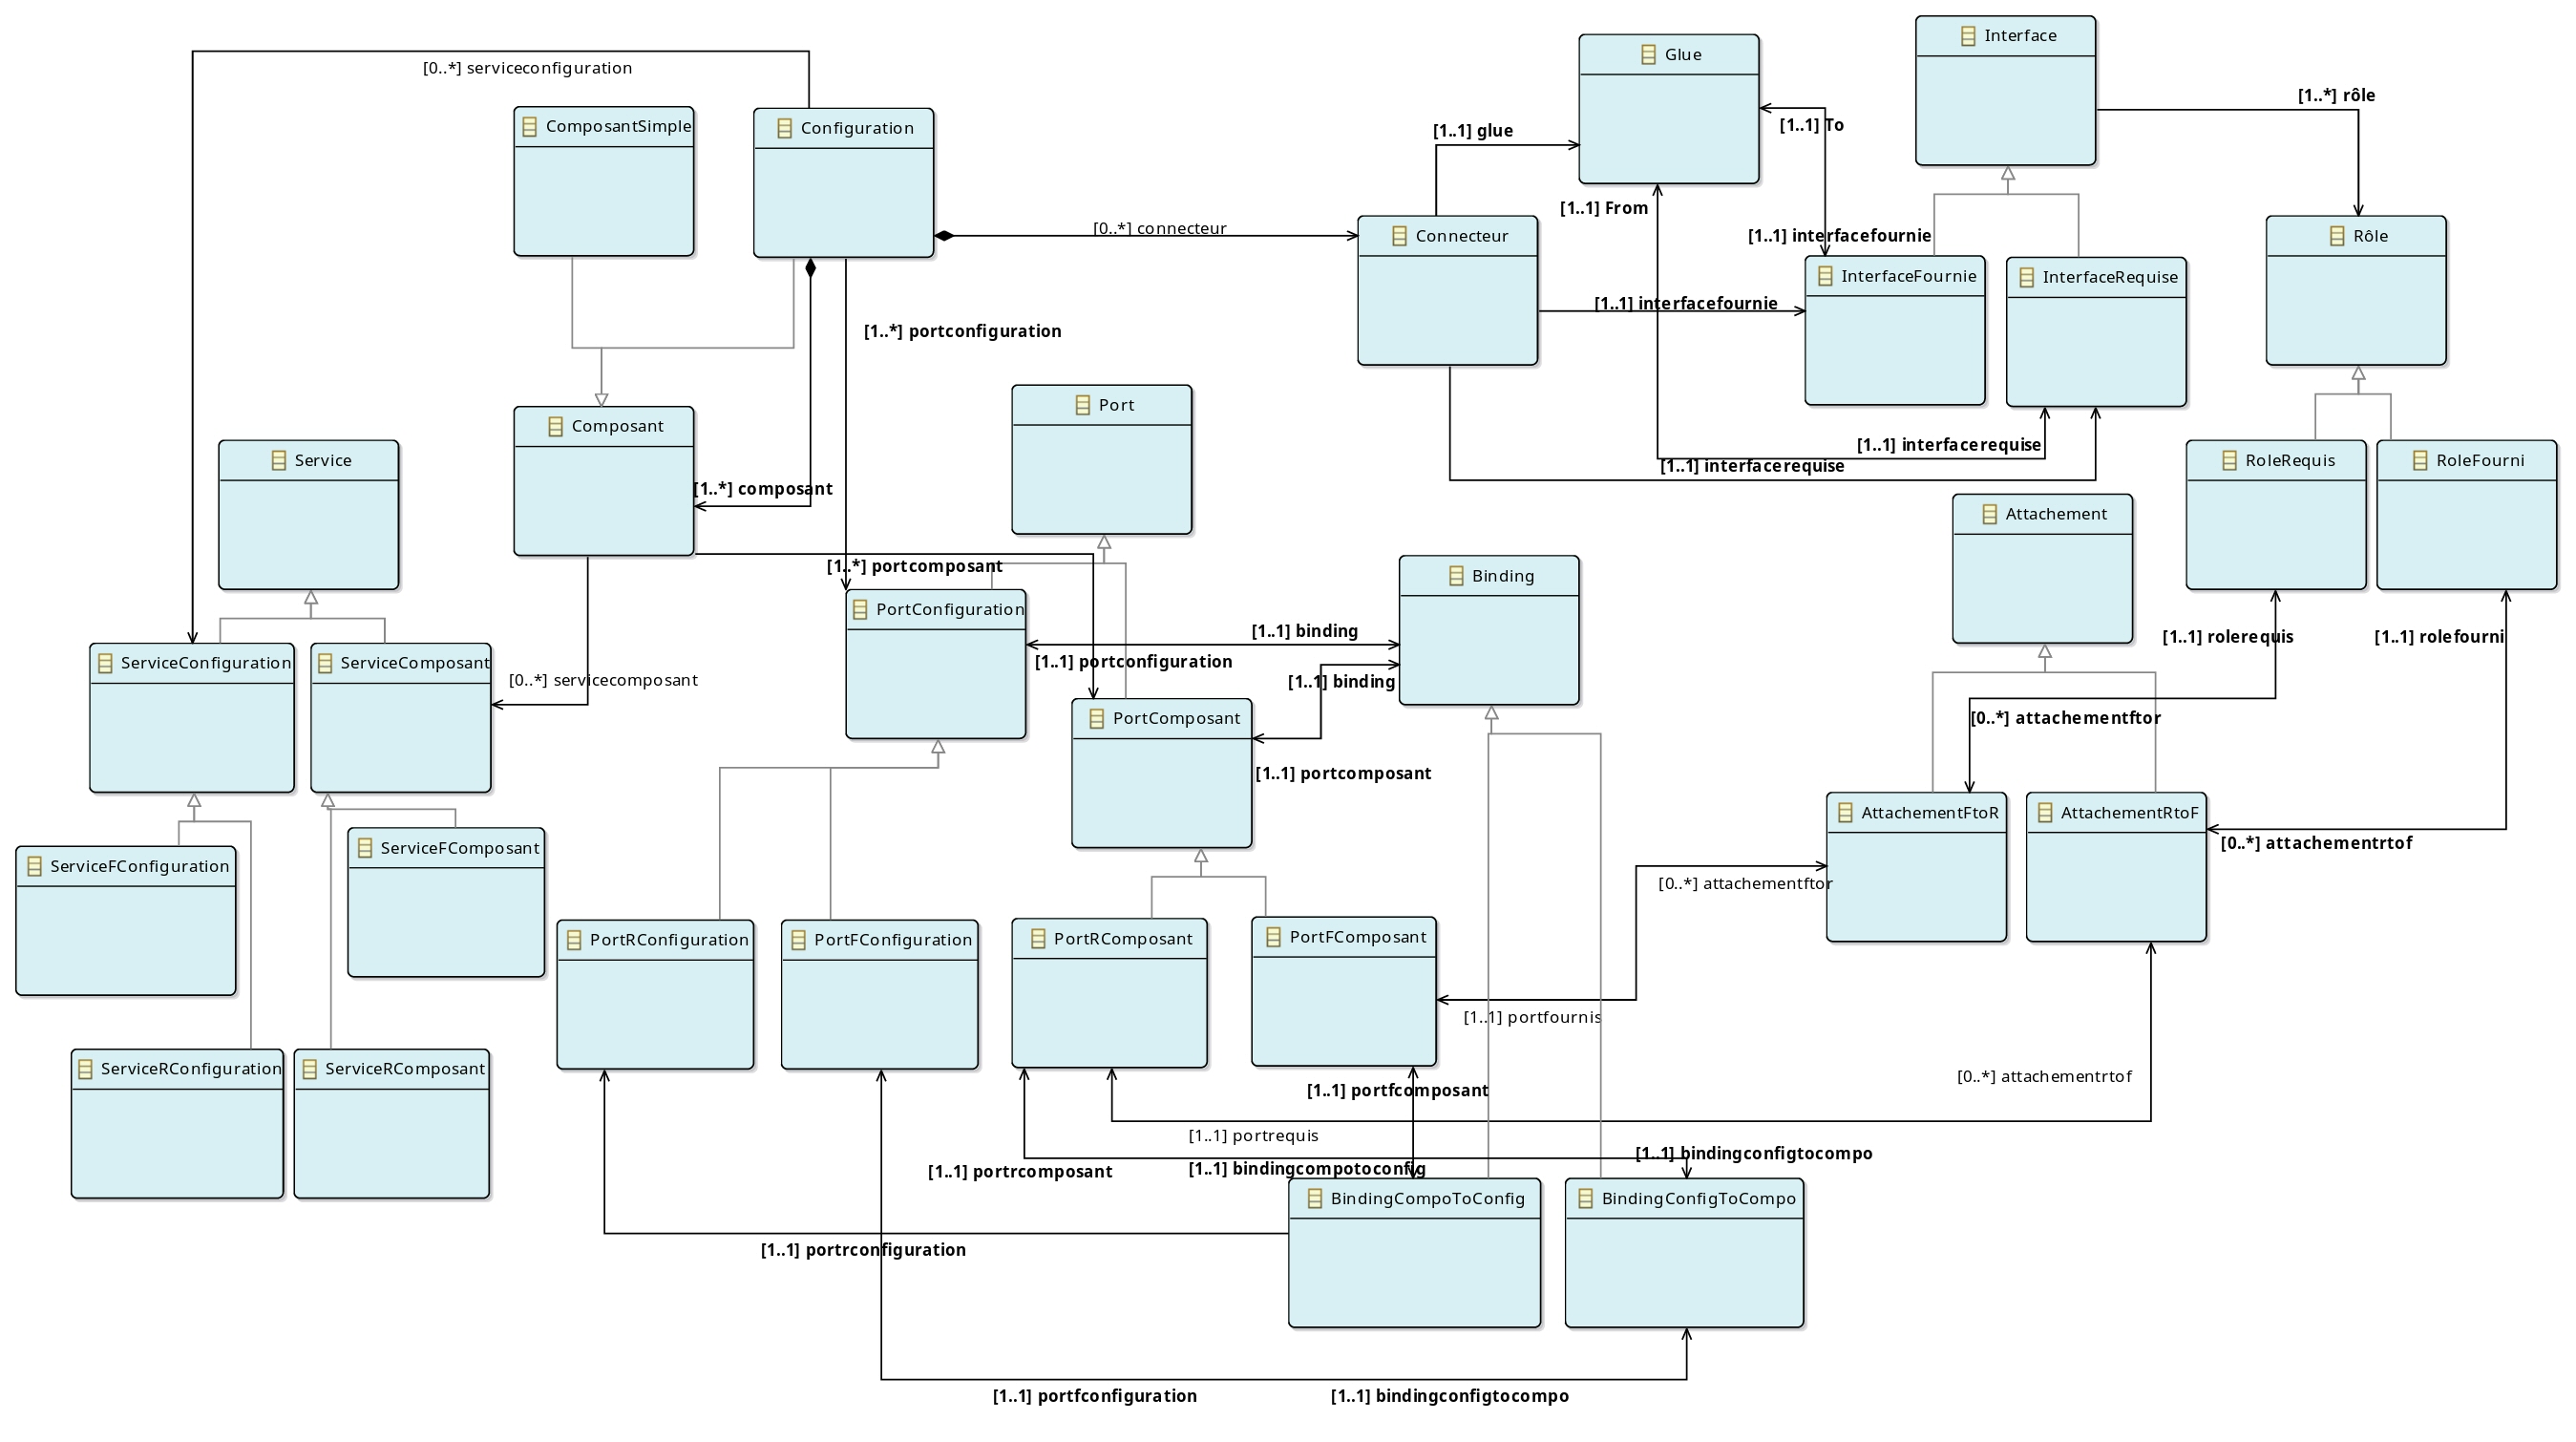 Interface
Glue
[0..*] serviceconfiguration
[1..*] rôle
ComposantSimple
Configuration
[1..1] glue
[1..1] To
[1..1] From
[0..*] connecteur
Connecteur
[1..1] interfacefournie
Rôle
InterfaceFournie
InterfaceRequise
[1..1] interfacefournie
[1..*] portconfiguration
Port
Composant
[1..1] interfacerequise
Service
[1..1] interfacerequise
RoleRequis
RoleFourni
[1..*] composant
Attachement
[1..*] portcomposant
Binding
PortConfiguration
[1..1] binding
[1..1] rolerequis
[1..1] rolefourni
ServiceConfiguration
ServiceComposant
[1..1] portconfiguration
[0..*] servicecomposant
[1..1] binding
PortComposant
[0..*] attachementftor
[1..1] portcomposant
AttachementFtoR
AttachementRtoF
[0..*] attachementrtof
ServiceFComposant
ServiceFConfiguration
[0..*] attachementftor
PortRConfiguration
PortFConfiguration
PortRComposant
PortFComposant
[1..1] portfournis
ServiceRConfiguration
ServiceRComposant
[0..*] attachementrtof
[1..1] portfcomposant
[1..1] portrequis
[1..1] bindingconfigtocompo
[1..1] portrcomposant
[1..1] bindingcompotoconfig
BindingCompoToConfig
BindingConfigToCompo
[1..1] portrconfiguration
[1..1] portfconfiguration
[1..1] bindingconfigtocompo